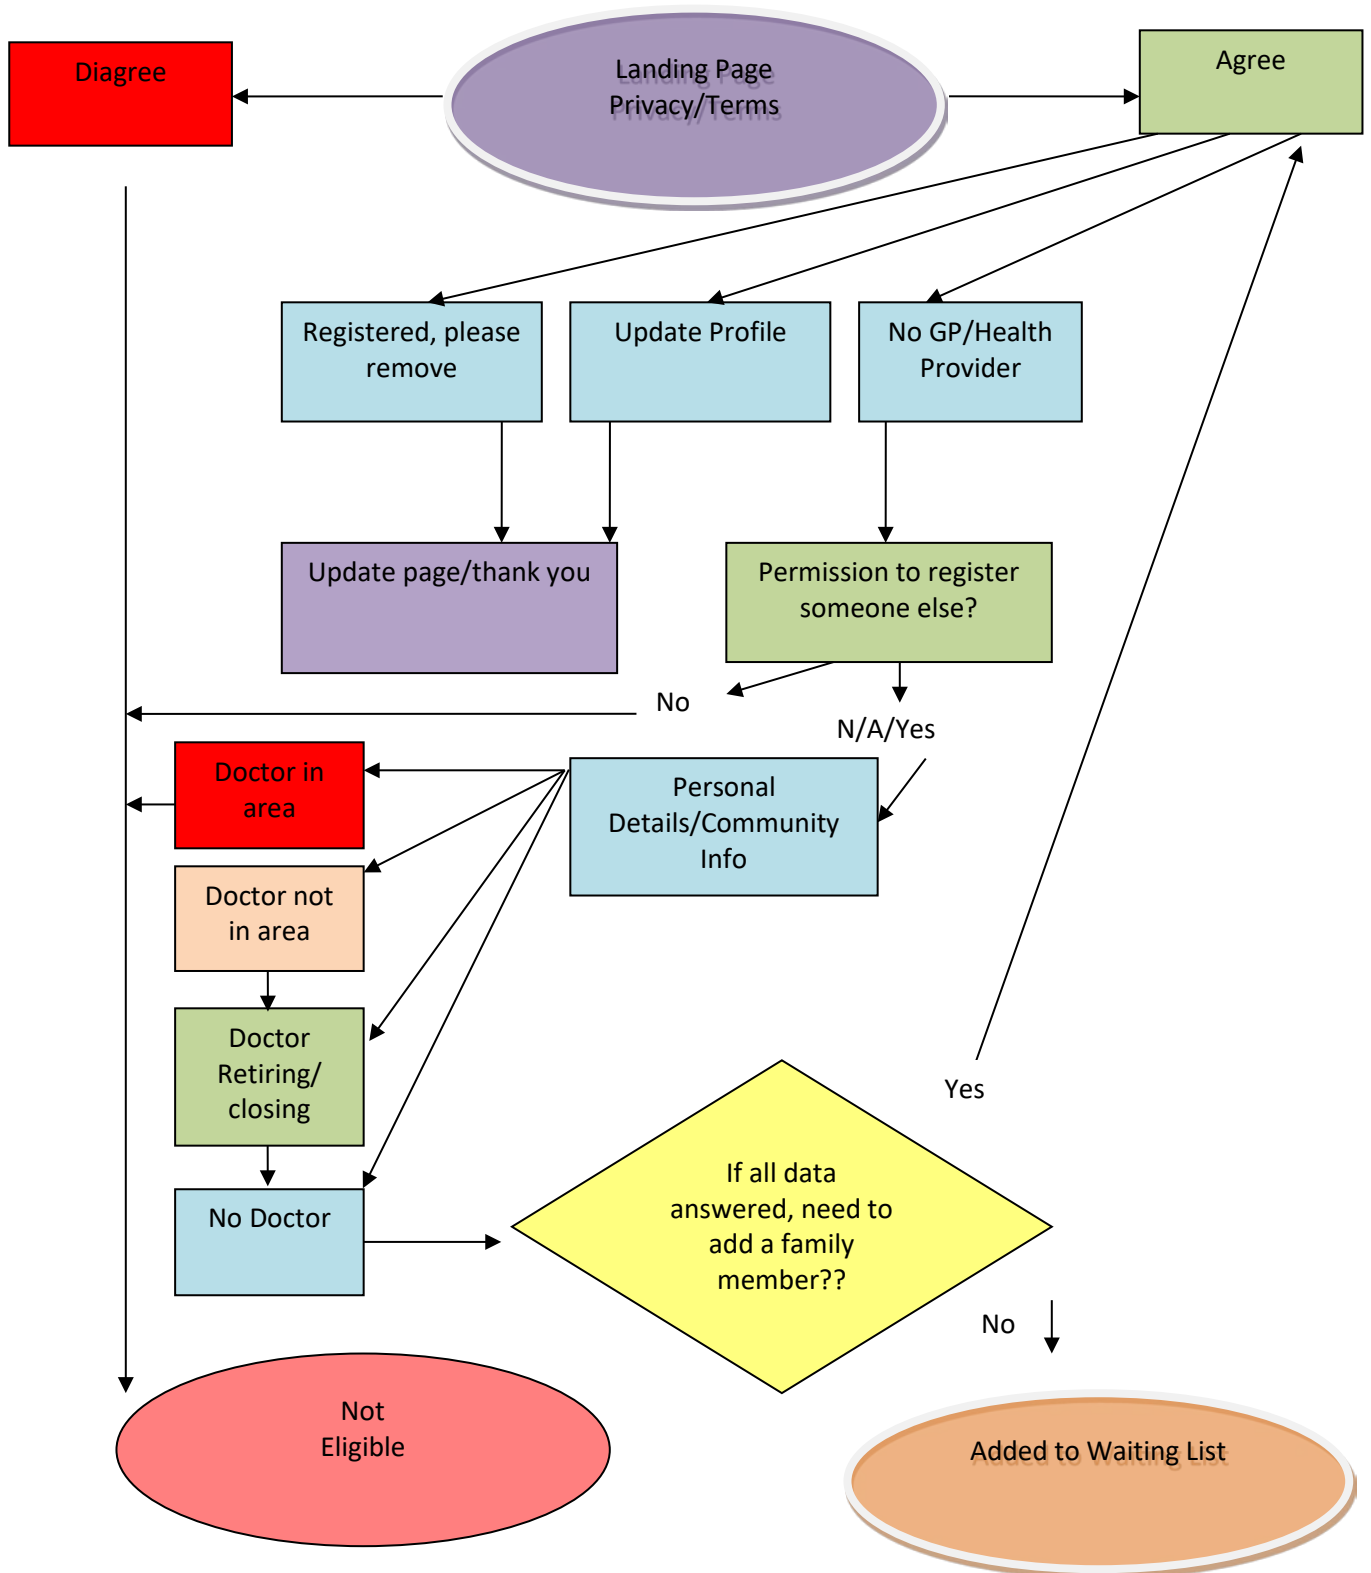 Diagree
Landing Page
Privacy/Terms
Agree
Registered, please
remove
Update Profile
No GP/Health
Provider
Update page/thank you
Permission to register
someone else?
No
N/A/Yes
Doctor in
area
Personal
Details/Community
Info
Doctor not
in area
Doctor
Retiring/
closing
Yes
If all data
answered, need to
add a family
member??
No Doctor
No
Not
Eligible
Added to Waiting List